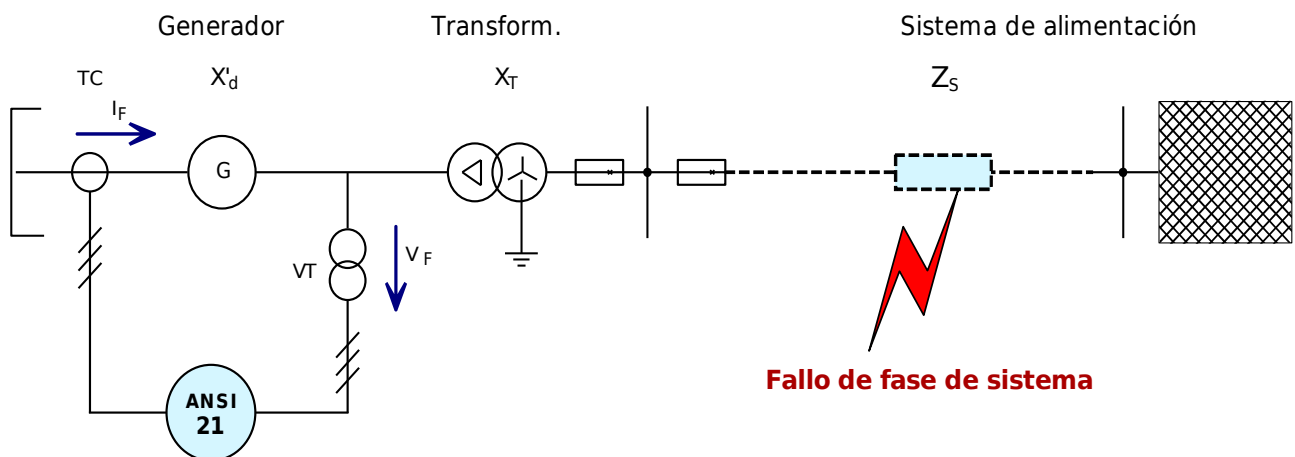 Generador Transform. Sistema de alimentación
TC X'd XT ZS
IF
G
VT VF
ANSI
21
Fallo de fase de sistema